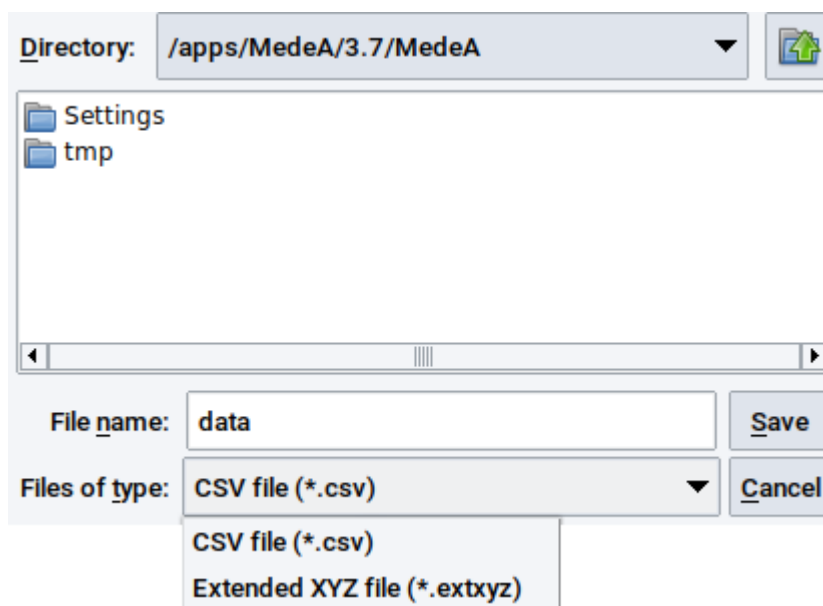 Directory: /apps/MedeA/3.7/MedeA
Settings
tmp
File name: data Save
Files of type: CSV file (*.csv) Cancel
CSV file (*.csv)
Extended XYZ file (*.extxyz)